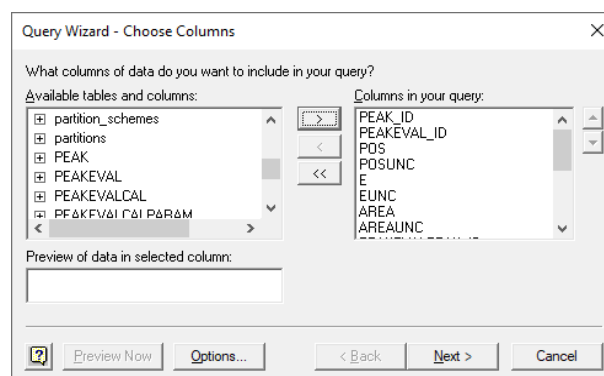 Query Wizard - Choose Columns
What columns of data do you want to include in your query?
Available tables and columns:
partition_schemes
partitions
PEAK
PEAKEVAL
PEAKEVALCAL
PEAKEVALCALPARAM
>
<
<<
Columns in your query:
PEAK_ID
PEAKEVAL_ID
POS
POSUNC
E
EUNC
AREA
AREAUNC
Preview of data in selected column:
Preview Now
Options...
< Back
Next >
Cancel